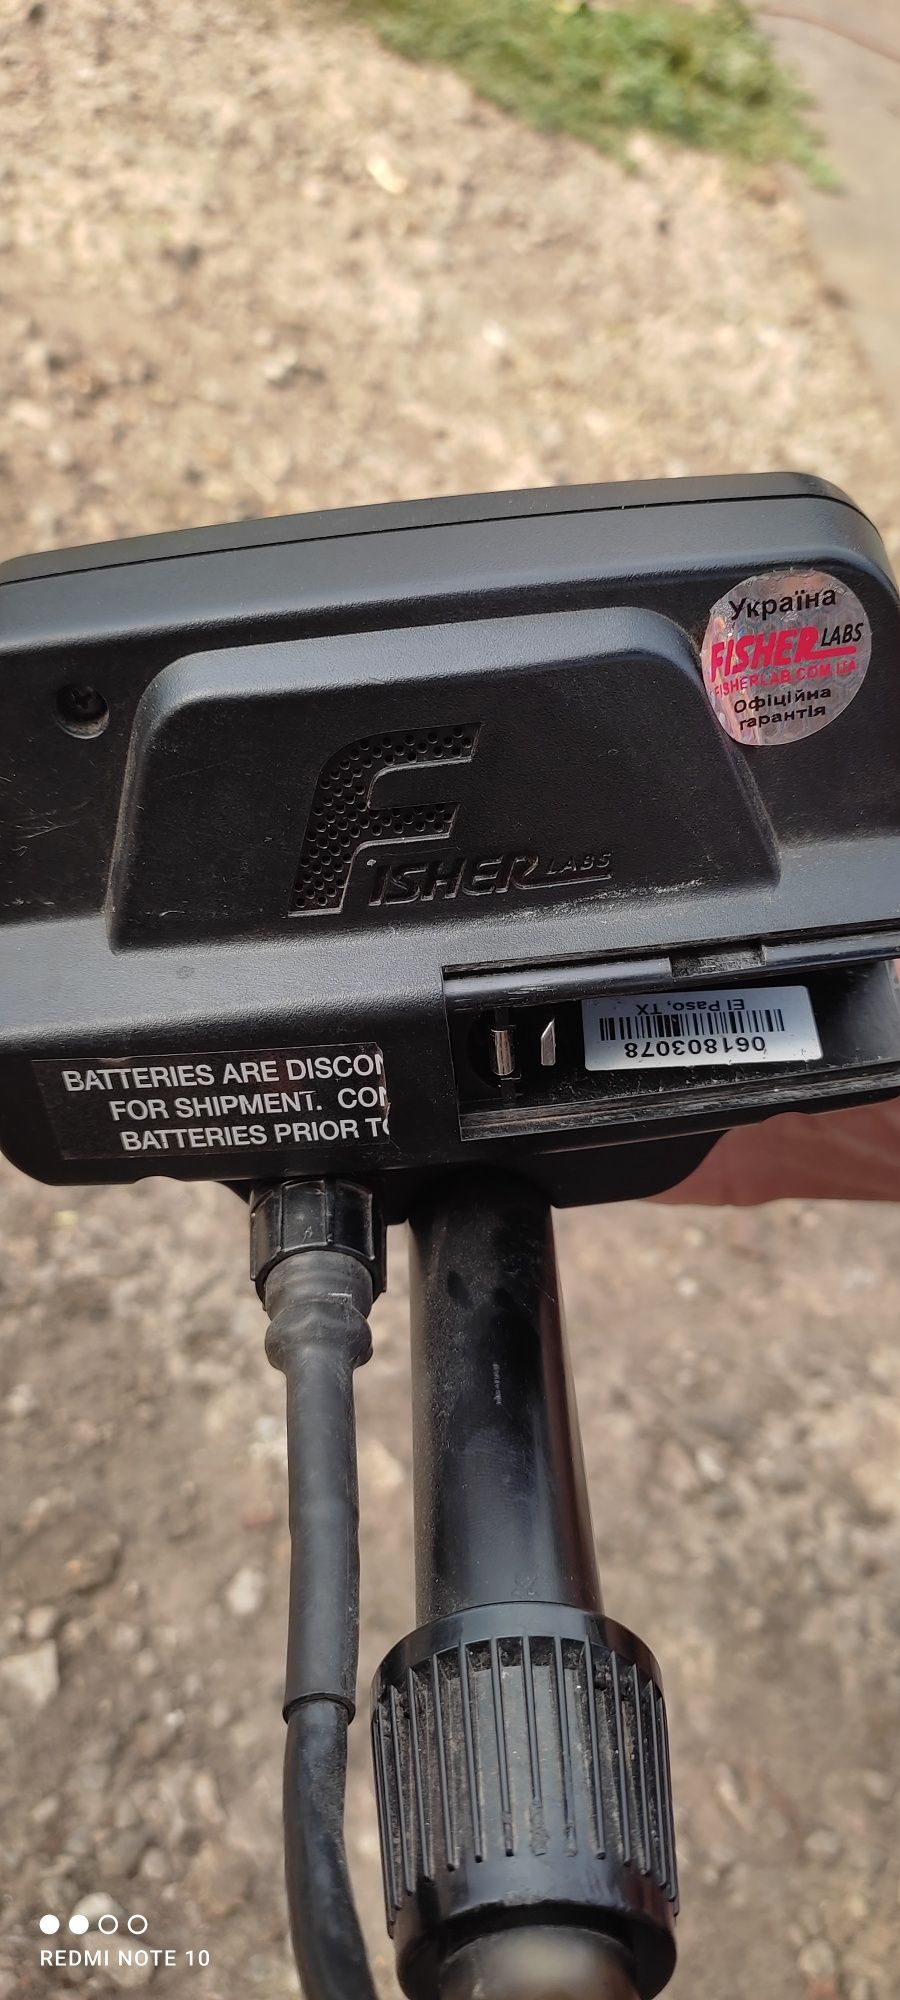 Україна
FISHER LABS
FISHERLAB.COM.UA
Офіційна
гарантія
FISHER LABS
El Paso, TX
061803078
BATTERIES ARE DISCON
FOR SHIPMENT. CON
BATTERIES PRIOR TO
REDMI NOTE 10